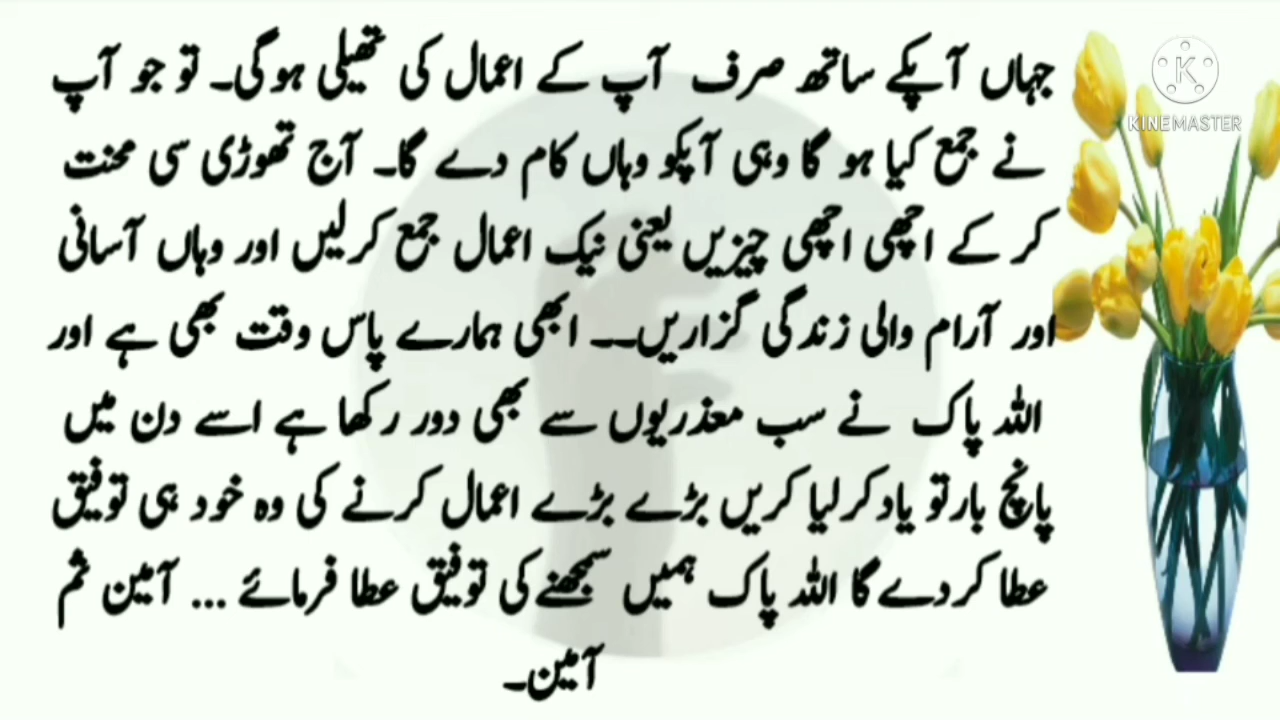 جہاں آپکے ساتھ صرف آپ کے اعمال کی تھیلی ہوگی۔ تو جو آپ
نے جمع کیا ہو گا وہی آپکو وہاں کام دے گا۔ آج تھوڑی سی محنت
کر کے اچھی اچھی چیزیں یعنی نیک اعمال جمع کرلیں اور وہاں آسانی
اور آرام والی زندگی گزاریں۔۔ ابھی ہمارے پاس وقت بھی ہے اور
اللہ پاک نے سب معذریوں سے بھی دور رکھا ہے اسے دن میں
پانچ بار تو یاد کرلیا کریں بڑے بڑے اعمال کرنے کی وہ خود ہی توفیق
عطا کردے گا اللہ پاک ہمیں سمجھنے کی توفیق عطا فرمائے ... آمین ثم
آمین۔
KINEMASTER